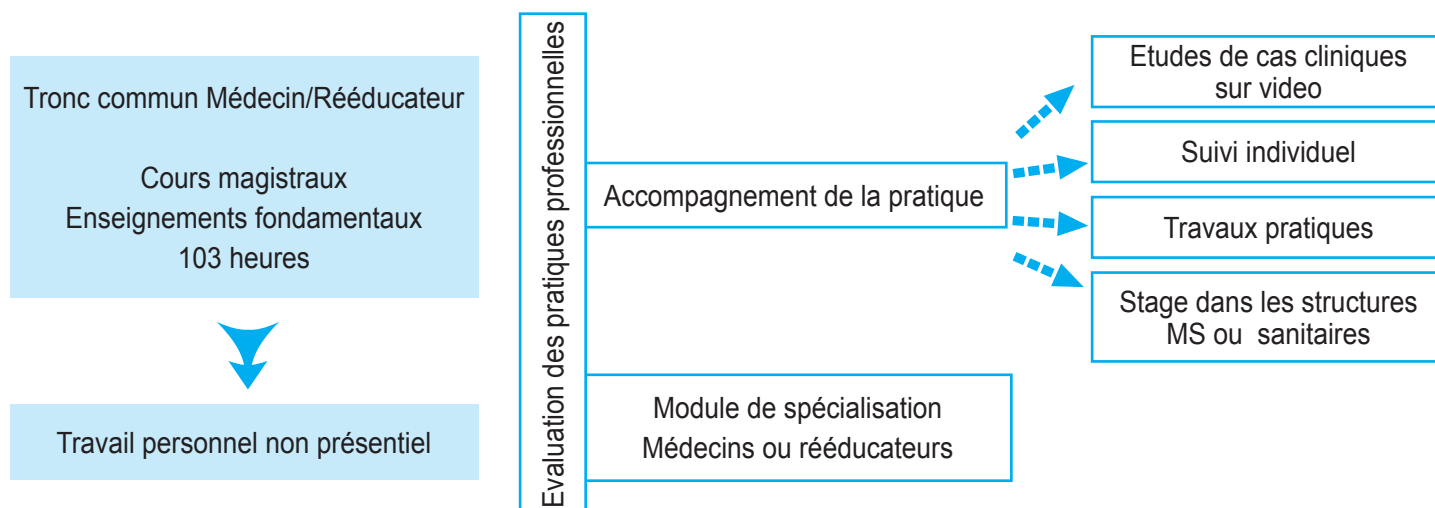 Tronc commun Médecin/Rééducateur
Cours magistraux
Enseignements fondamentaux
103 heures
Travail personnel non présentiel
Evaluation des pratiques professionnelles
Accompagnement de la pratique
Module de spécialisation
Médecins ou rééducateurs
Etudes de cas cliniques
sur video
Suivi individuel
Travaux pratiques
Stage dans les structures
MS ou  sanitaires